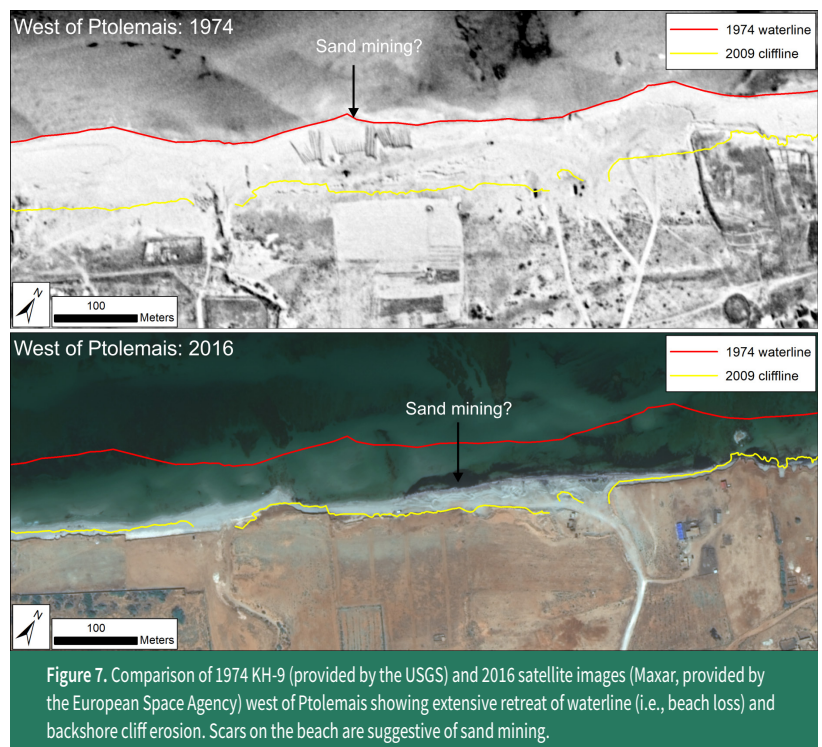 West of Ptolemais: 1974
1974 waterline
2009 cliffline
Sand mining?
N
100
Meters
West of Ptolemais: 2016
1974 waterline
2009 cliffline
Sand mining?
N
100
Meters
Figure 7. Comparison of 1974 KH-9 (provided by the USGS) and 2016 satellite images (Maxar, provided by
the European Space Agency) west of Ptolemais showing extensive retreat of waterline (i.e., beach loss) and
backshore cliff erosion. Scars on the beach are suggestive of sand mining.